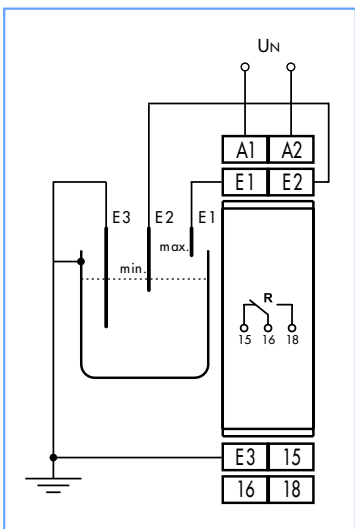 UN
A1 A2
E1 E2
E3 E2 E1
max.
min.
R
15 16 18
E3 15
16 18